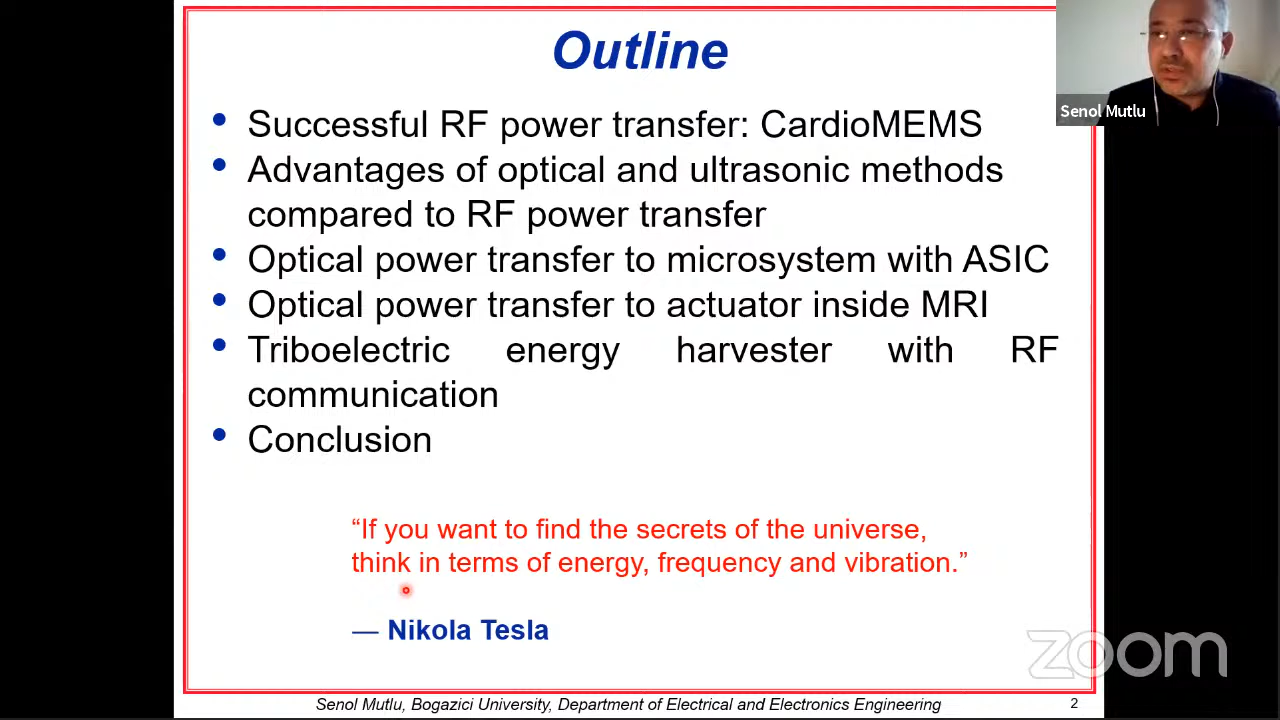 Outline
• Successful RF power transfer: CardioMEMS
• Advantages of optical and ultrasonic methods
compared to RF power transfer
• Optical power transfer to microsystem with ASIC
• Optical power transfer to actuator inside MRI
• Triboelectric energy harvester with RF
communication
• Conclusion
“If you want to find the secrets of the universe,
think in terms of energy, frequency and vibration.”
— Nikola Tesla
Senol Mutlu, Bogazici University, Department of Electrical and Electronics Engineering
2
Senol Mutlu
zoom